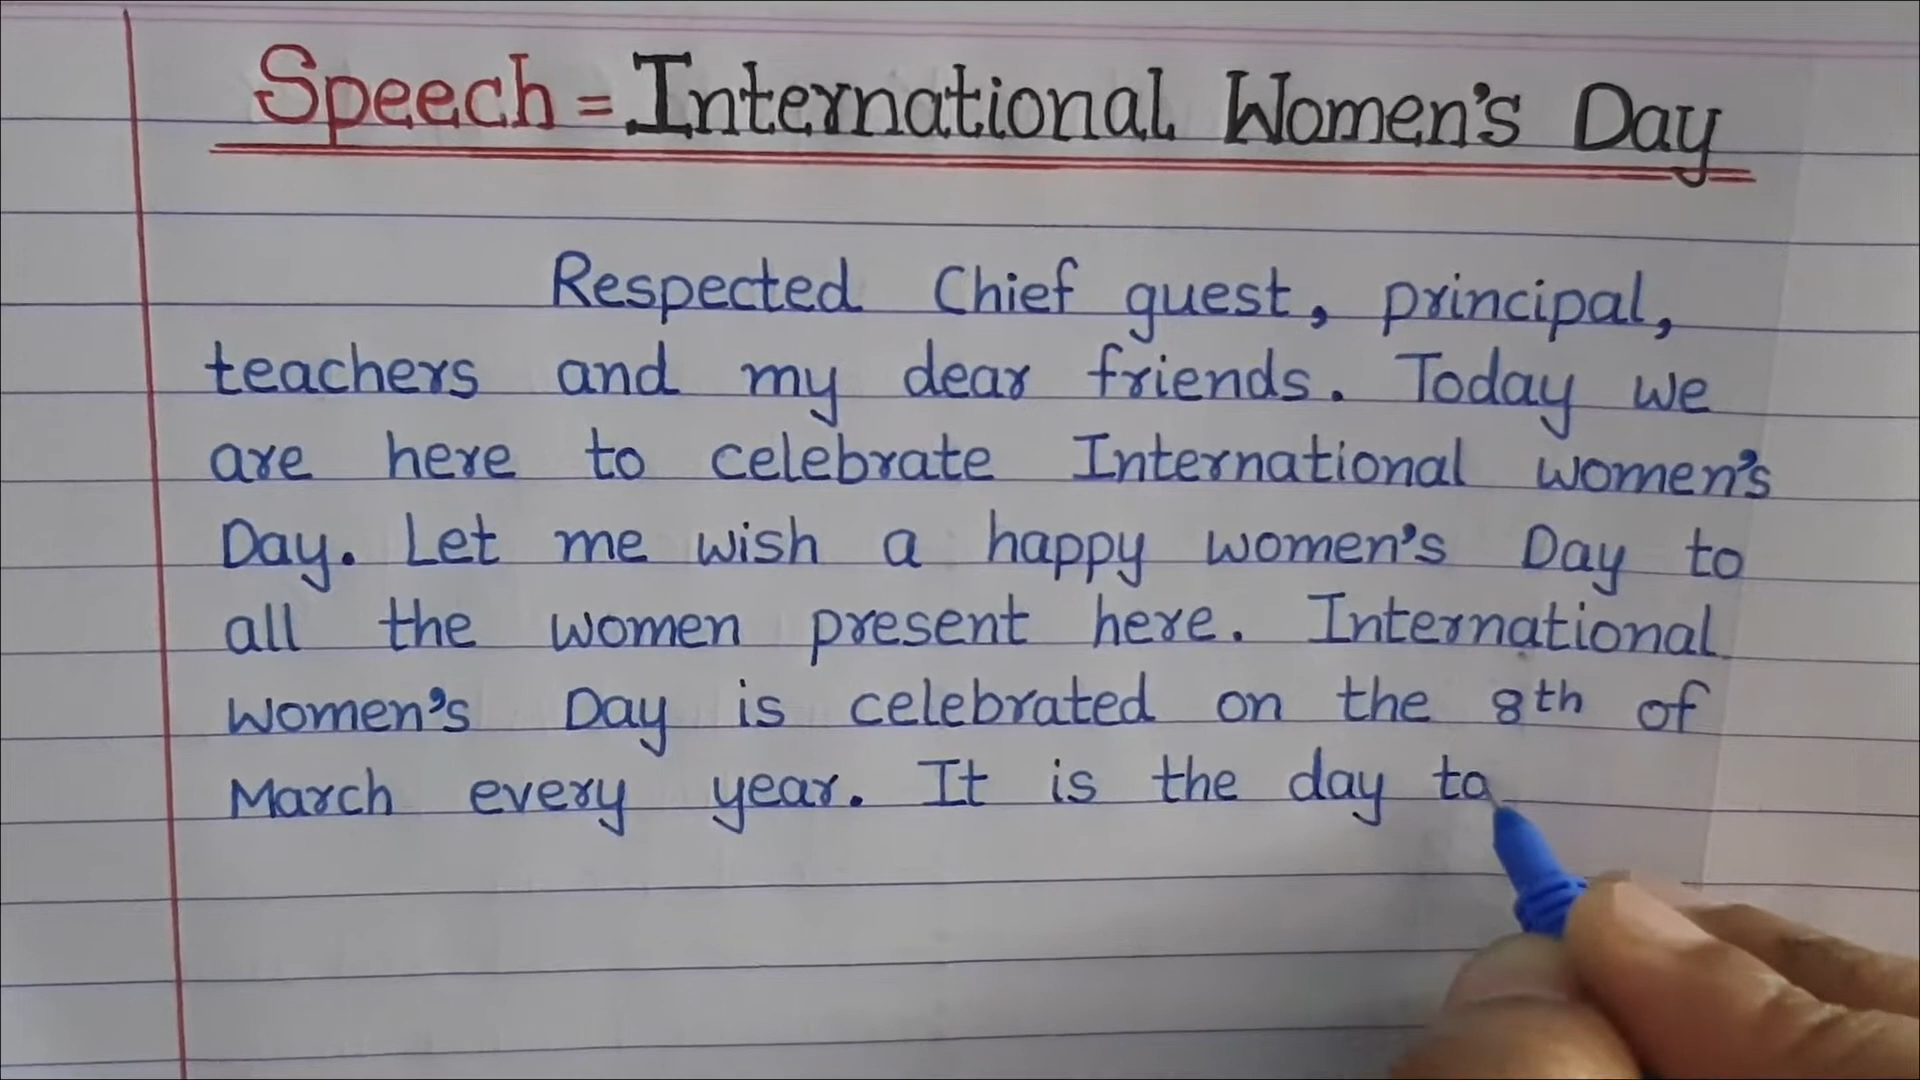 Speech = International Women's Day
Respected Chief guest, principal,
teachers and my dear friends. Today we
are here to celebrate International women's
Day. Let me wish a happy women's Day to
all the women present here. International
Women's Day is celebrated on the 8th of
March every year. It is the day to